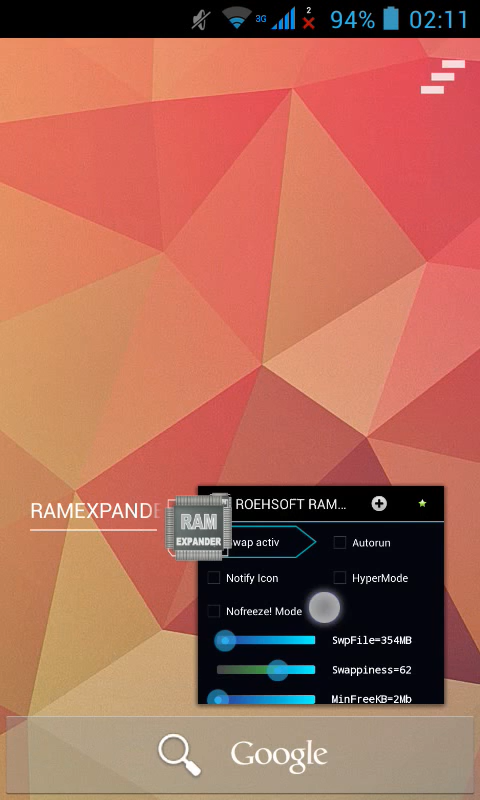 3G
2
94%
02:11
RAMEXPANDE
RAM
EXPANDER
ROEHSOFT RAM...
wap activ
Autorun
Notify Icon
HyperMode
Nofreeze! Mode
SwpFile=354MB
Swappiness=62
MinFreeKB=2Mb
Google